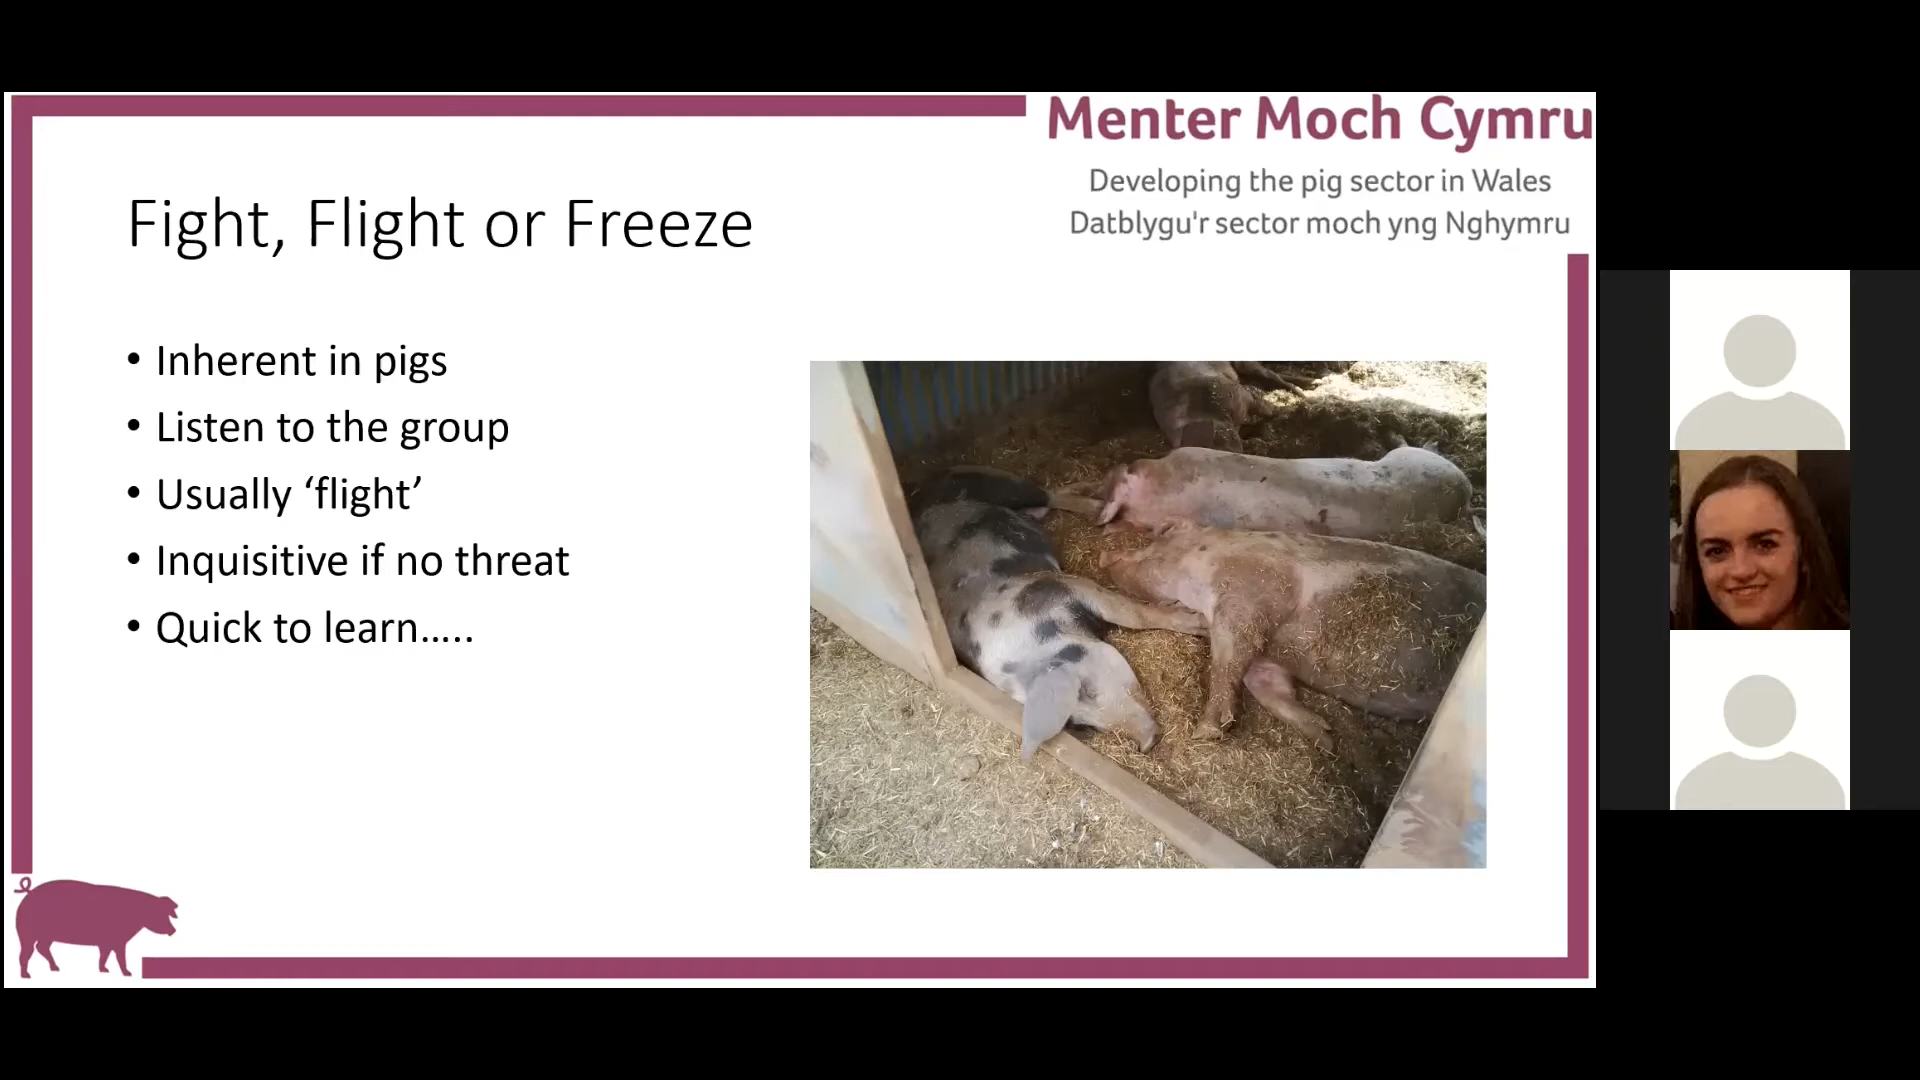 Menter Moch Cymru
Developing the pig sector in Wales
Datblygu'r sector moch yng Nghymru
Fight, Flight or Freeze
• Inherent in pigs
• Listen to the group
• Usually ‘flight’
• Inquisitive if no threat
• Quick to learn…..